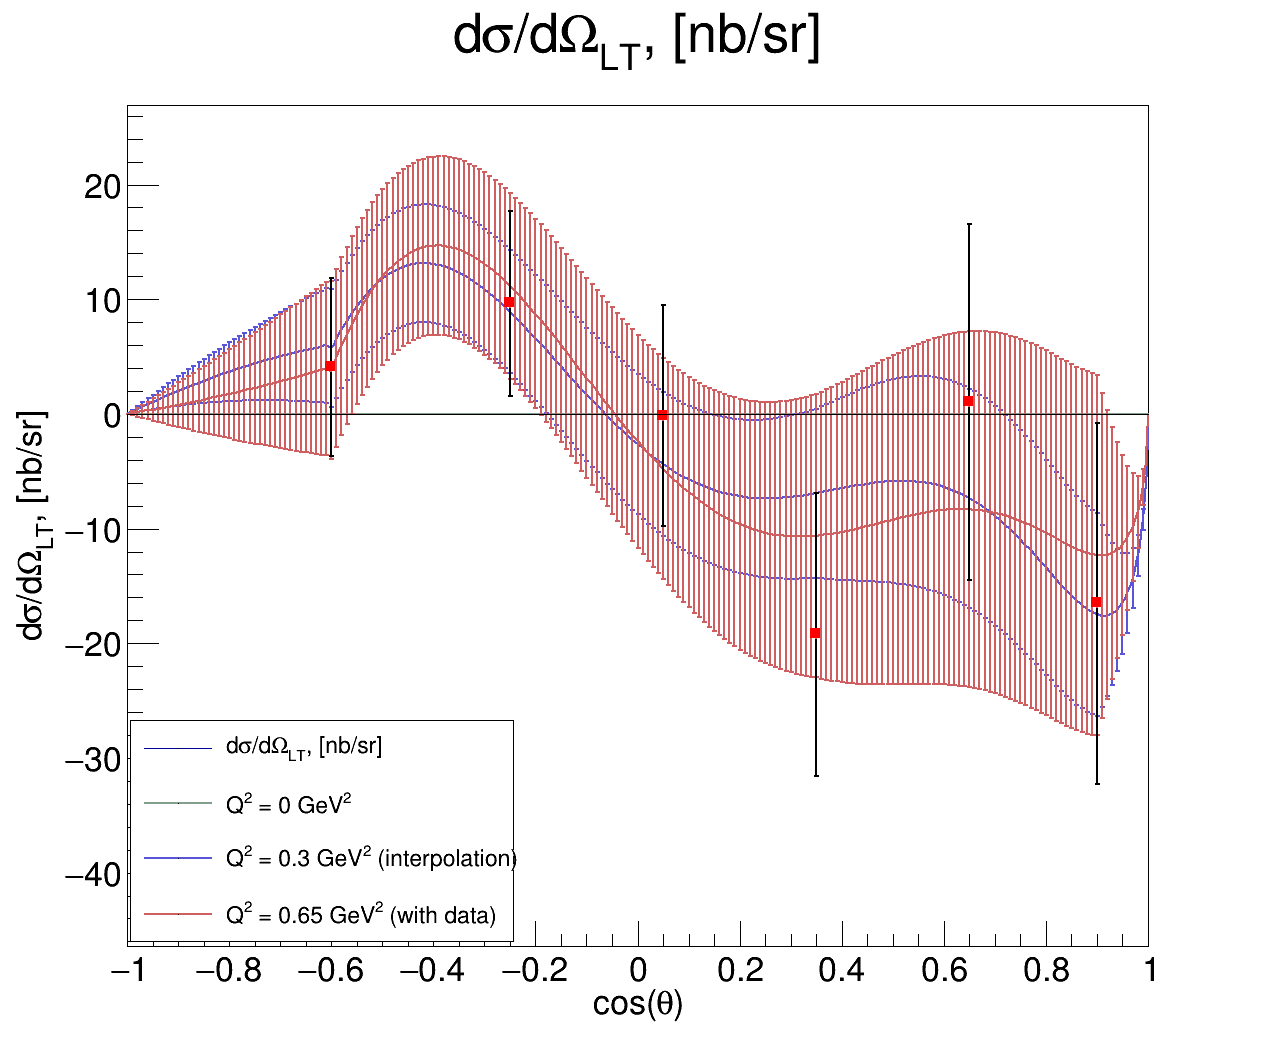 dσ/dΩLT, [nb/sr]
dσ/dΩLT, [nb/sr]
20
10
0
−10
−20
−30
−40
dσ/dΩLT, [nb/sr]
Q2 = 0 GeV2
Q2 = 0.3 GeV2 (interpolation)
Q2 = 0.65 GeV2 (with data)
−1 −0.8 −0.6 −0.4 −0.2 0 0.2 0.4 0.6 0.8 1
cos(θ)